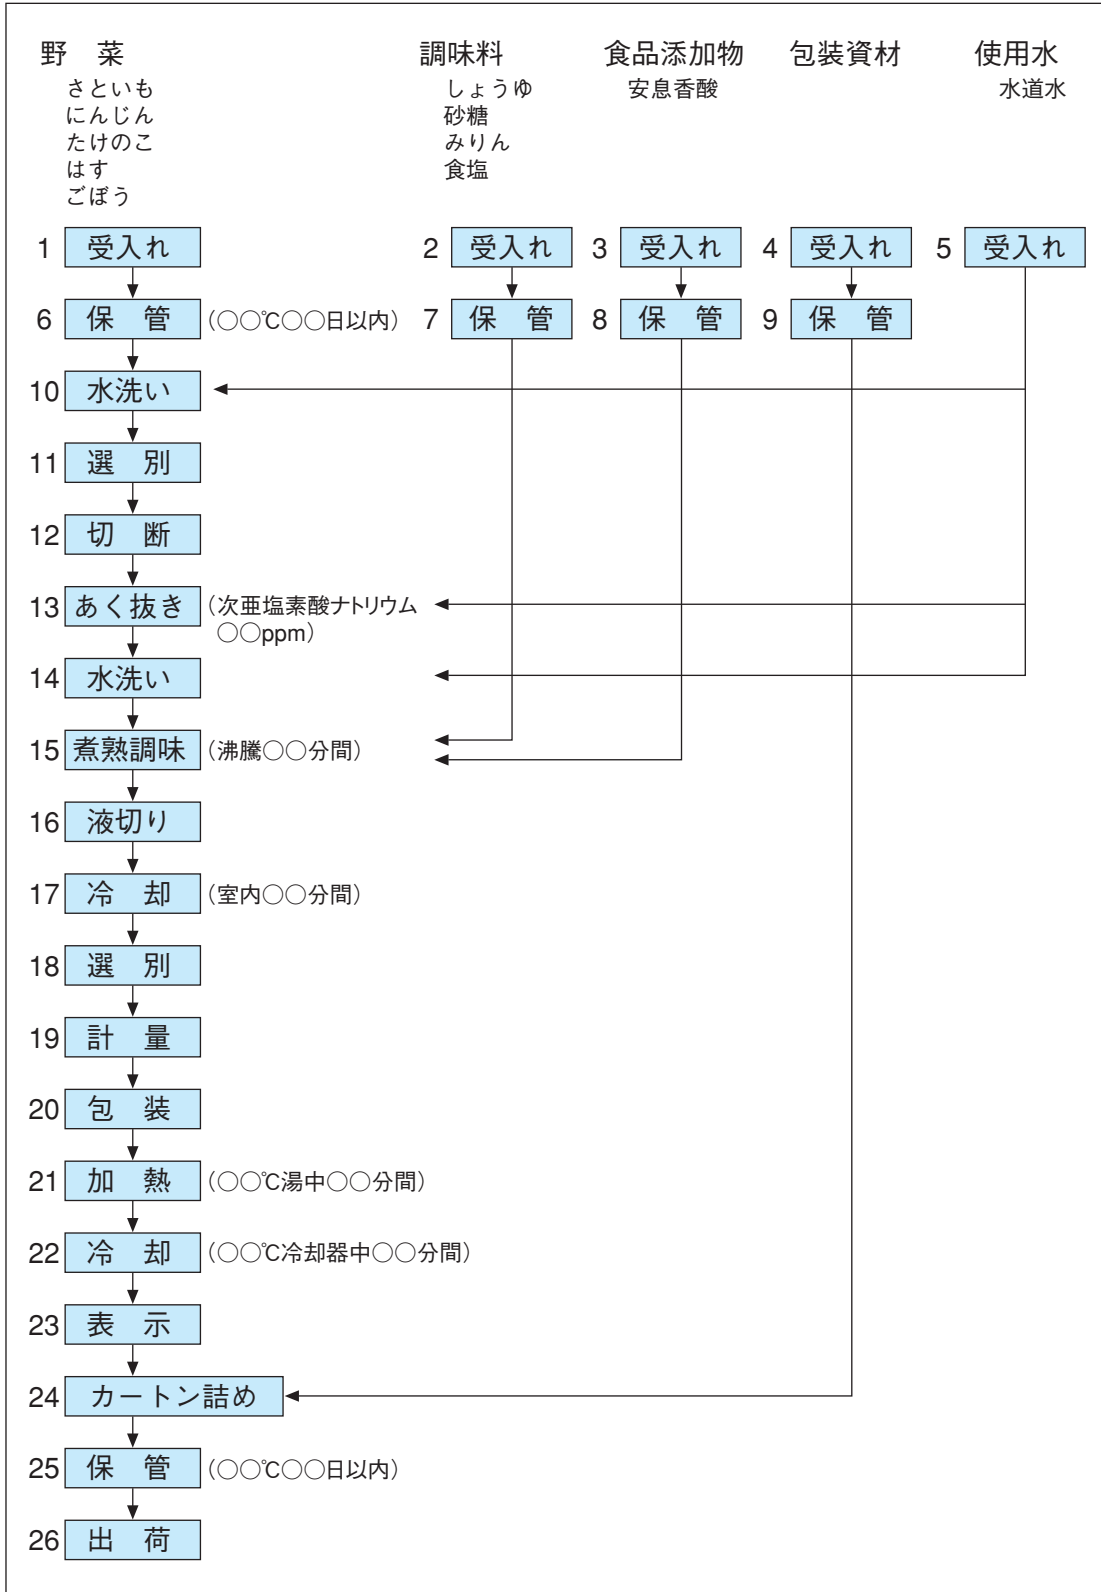 野　菜
さといも
にんじん
たけのこ
はす
ごぼう
調味料
しょうゆ
砂糖
みりん
食塩
食品添加物
安息香酸
包装資材
使用水
水道水
1 受入れ
2 受入れ
3 受入れ
4 受入れ
5 受入れ
6 保　管 (○○℃○○日以内)
7 保　管
8 保　管
9 保　管
10 水洗い
11 選　別
12 切　断
13 あく抜き (次亜塩素酸ナトリウム
○○ppm)
14 水洗い
15 煮熟調味 (沸騰○○分間)
16 液切り
17 冷　却 (室内○○分間)
18 選　別
19 計　量
20 包　装
21 加　熱 (○○℃湯中○○分間)
22 冷　却 (○○℃冷却器中○○分間)
23 表　示
24 カートン詰め
25 保　管 (○○℃○○日以内)
26 出　荷